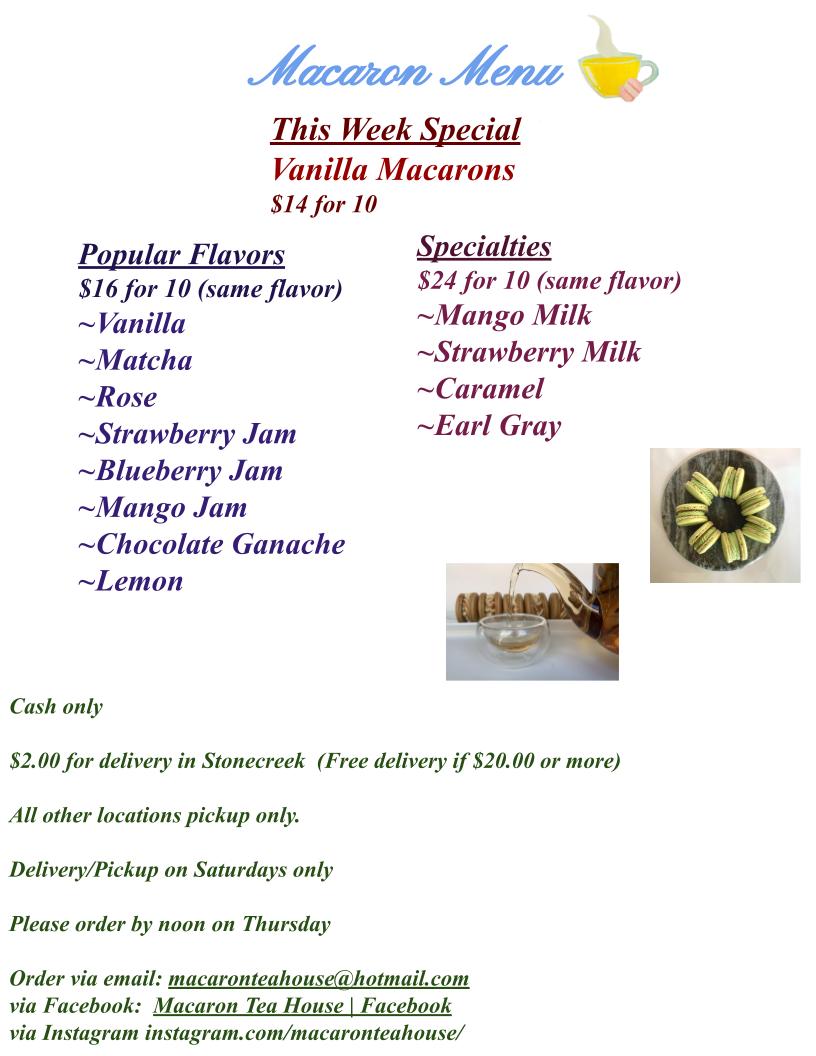 Macaron Menu
This Week Special
Vanilla Macarons
$14 for 10
Popular Flavors
$16 for 10 (same flavor)
~Vanilla
~Matcha
~Rose
~Strawberry Jam
~Blueberry Jam
~Mango Jam
~Chocolate Ganache
~Lemon
Specialties
$24 for 10 (same flavor)
~Mango Milk
~Strawberry Milk
~Caramel
~Earl Gray
Cash only
$2.00 for delivery in Stonecreek (Free delivery if $20.00 or more)
All other locations pickup only.
Delivery/Pickup on Saturdays only
Please order by noon on Thursday
Order via email: macaronteahouse@hotmail.com
via Facebook: Macaron Tea House | Facebook
via Instagram instagram.com/macaronteahouse/